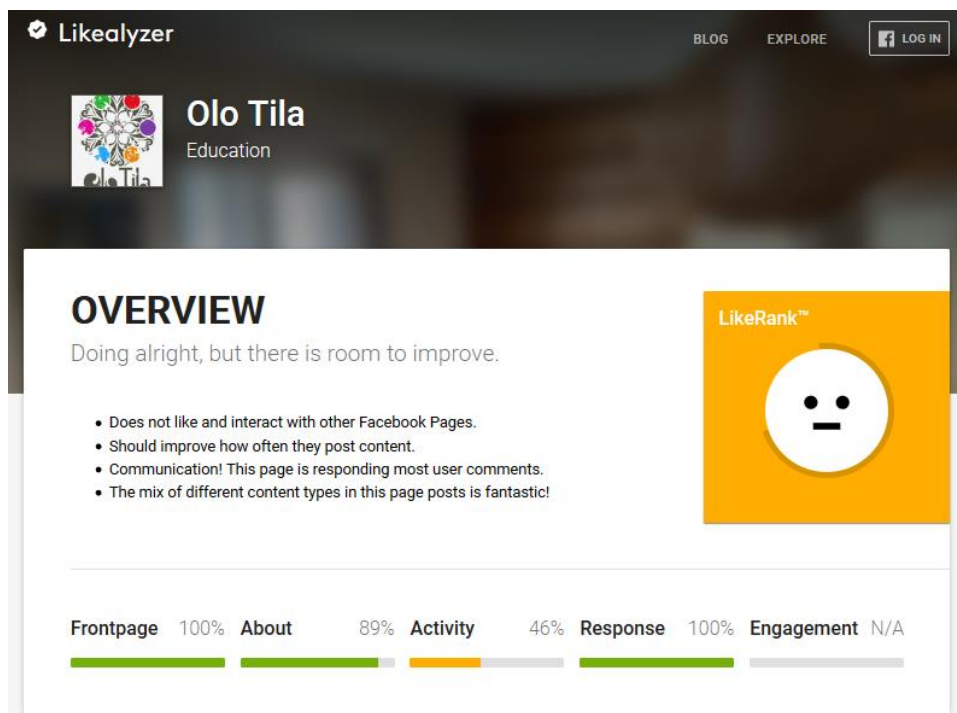 Likealyzer
BLOG EXPLORE LOG IN
Olo Tila
Education
olo Tila
OVERVIEW
Doing alright, but there is room to improve.
LikeRank™
• Does not like and interact with other Facebook Pages.
• Should improve how often they post content.
• Communication! This page is responding most user comments.
• The mix of different content types in this page posts is fantastic!
Frontpage 100% About 89% Activity 46% Response 100% Engagement N/A